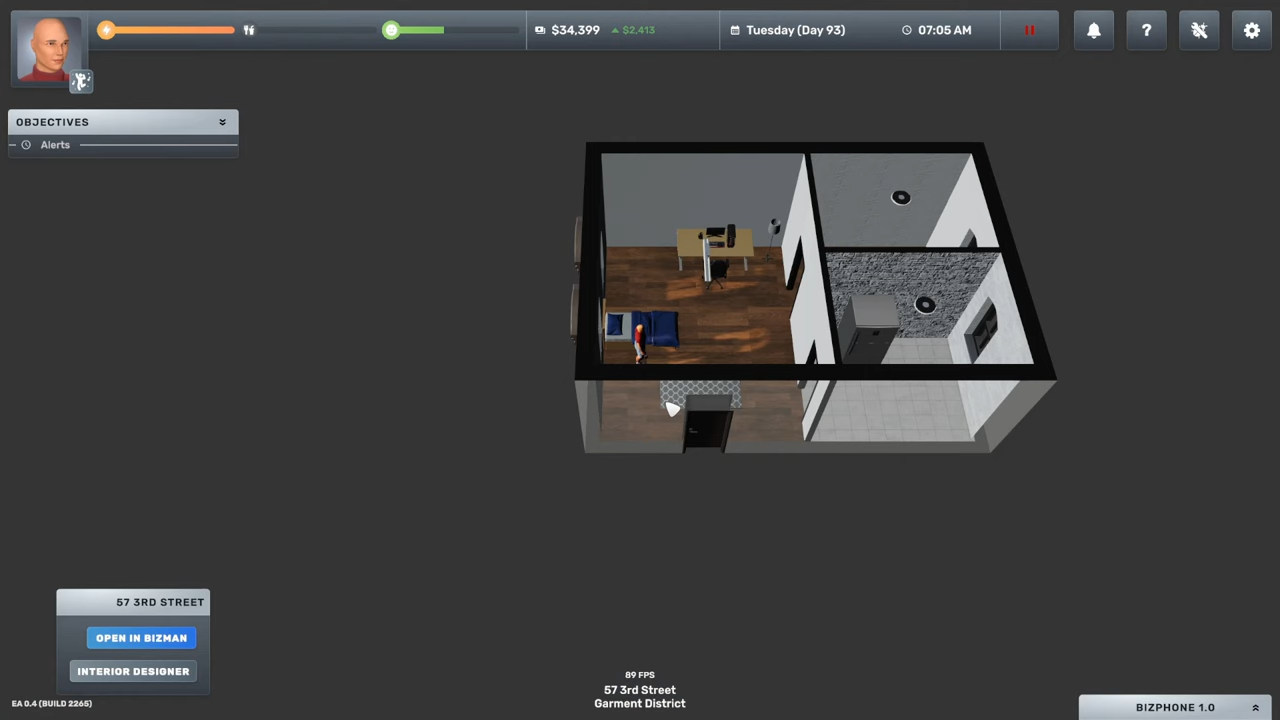 $34,399
$2,413
Tuesday (Day 93)
07:05 AM
?
OBJECTIVES
Alerts
57 3RD STREET
OPEN IN BIZMAN
INTERIOR DESIGNER
EA 0.4 (BUILD 2265)
89 FPS
57 3rd Street
Garment District
BIZPHONE 1.0